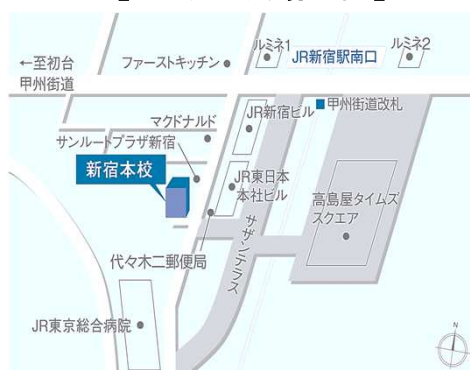 ルミネ1
ルミネ2
JR新宿駅南口
←至初台
甲州街道
ファーストキッチン
甲州街道改札
JR新宿ビル
マクドナルド
サンルートプラザ新宿
新宿本校
JR東日本
本社ビル
高島屋タイムズ
スクエア
サザンテラス
代々木二郵便局
JR東京総合病院
N